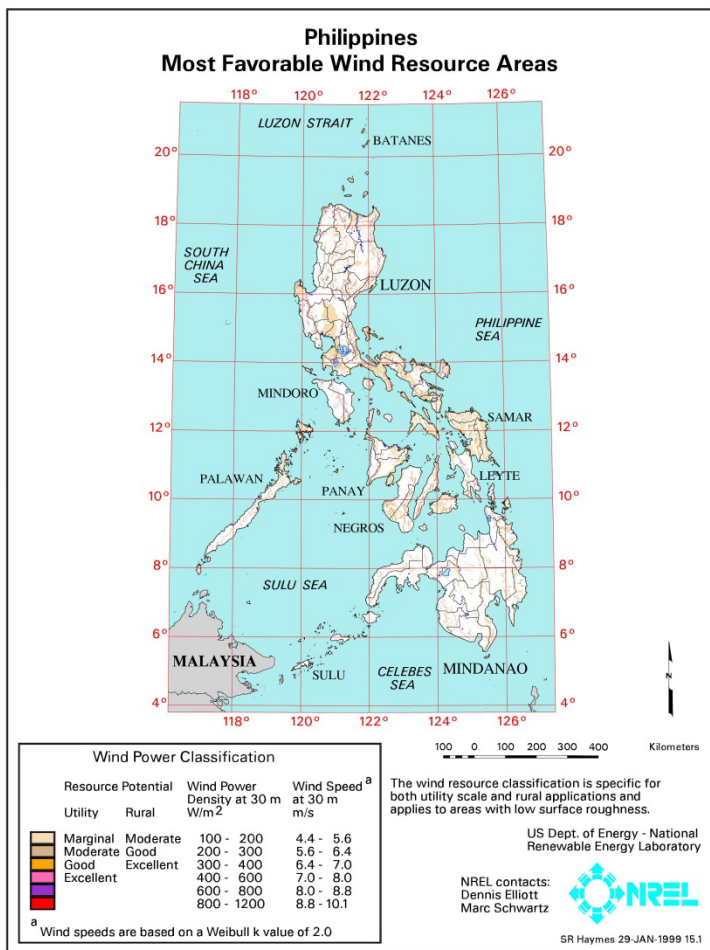 Philippines
Most Favorable Wind Resource Areas
116° 118° 120° 122° 124° 126°
LUZON STRAIT
BATANES
20°
20°
18°
18°
SOUTH
CHINA
SEA
LUZON
16°
16°
PHILIPPINE
SEA
14°
14°
MINDORO
SAMAR
12°
12°
PALAWAN
PANAY
LEYTE
10°
10°
NEGROS
8°
8°
SULU SEA
6°
6°
MALAYSIA
SULU
CELEBES
SEA
MINDANAO
4°
4°
118° 120° 122° 124° 126°
N
100 0 100 200 300 400 Kilometers
Wind Power Classification
Resource Potential Wind Power Wind Speed a
Density at 30 m at 30 m
Utility Rural W/m2 m/s
Marginal Moderate 100 - 200 4.4 - 5.6
Moderate Good 200 - 300 5.6 - 6.4
Good Excellent 300 - 400 6.4 - 7.0
Excellent 400 - 600 7.0 - 8.0
600 - 800 8.0 - 8.8
800 - 1200 8.8 - 10.1
a Wind speeds are based on a Weibull k value of 2.0
The wind resource classification is specific for
both utility scale and rural applications and
applies to areas with low surface roughness.
US Dept. of Energy - National
Renewable Energy Laboratory
NREL contacts:
Dennis Elliott
Marc Schwartz
NREL
SR Haymes 29-JAN-1999 15.1